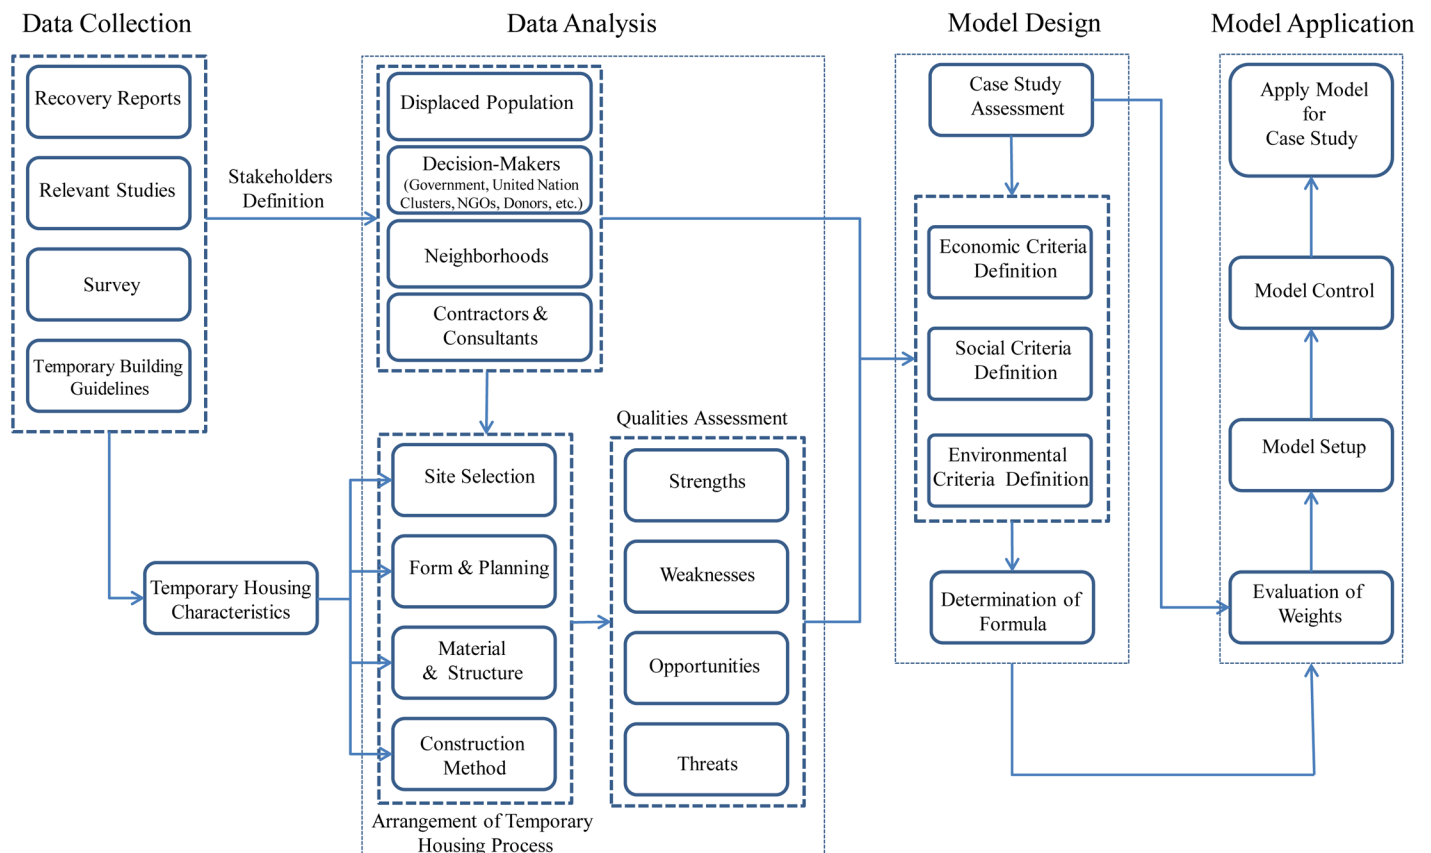 Data Collection
Recovery Reports
Relevant Studies
Survey
Temporary Building
Guidelines
Stakeholders
Definition
Temporary Housing
Characteristics
Data Analysis
Displaced Population
Decision-Makers
(Government, United Nation
Clusters, NGOs, Donors, etc.)
Neighborhoods
Contractors &
Consultants
Site Selection
Form & Planning
Material
& Structure
Construction
Method
Arrangement of Temporary
Housing Process
Qualities Assessment
Strengths
Weaknesses
Opportunities
Threats
Model Design
Case Study
Assessment
Economic Criteria
Definition
Social Criteria
Definition
Environmental
Criteria Definition
Determination of
Formula
Model Application
Apply Model
for
Case Study
Model Control
Model Setup
Evaluation of
Weights